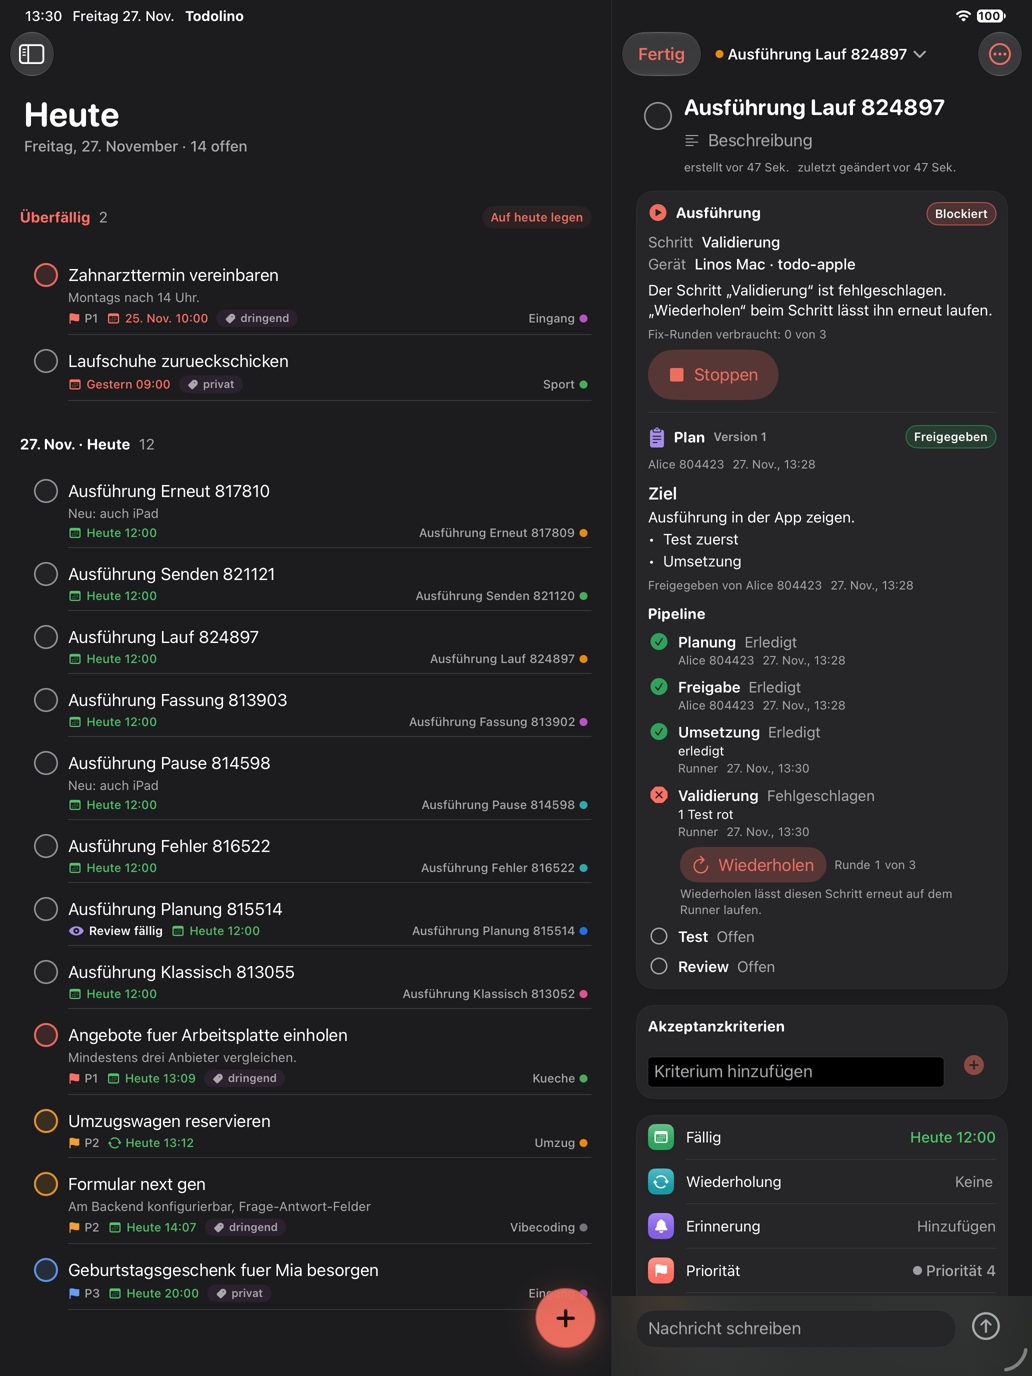 13:30 Freitag 27. Nov. Todolino
100
Heute
Freitag, 27. November · 14 offen
Überfällig 2
Auf heute legen
Zahnarzttermin vereinbaren
Montags nach 14 Uhr.
P1 25. Nov. 10:00 dringend Eingang
Laufschuhe zurueckschicken
Gestern 09:00 privat Sport
27. Nov. · Heute 12
Ausführung Erneut 817810
Neu: auch iPad
Heute 12:00 Ausführung Erneut 817809
Ausführung Senden 821121
Heute 12:00 Ausführung Senden 821120
Ausführung Lauf 824897
Heute 12:00 Ausführung Lauf 824897
Ausführung Fassung 813903
Heute 12:00 Ausführung Fassung 813902
Ausführung Pause 814598
Neu: auch iPad
Heute 12:00 Ausführung Pause 814598
Ausführung Fehler 816522
Heute 12:00 Ausführung Fehler 816522
Ausführung Planung 815514
Review fällig Heute 12:00 Ausführung Planung 815514
Ausführung Klassisch 813055
Heute 12:00 Ausführung Klassisch 813052
Angebote fuer Arbeitsplatte einholen
Mindestens drei Anbieter vergleichen.
P1 Heute 13:09 dringend Kueche
Umzugswagen reservieren
P2 Heute 13:12 Umzug
Formular next gen
Am Backend konfigurierbar, Frage-Antwort-Felder
P2 Heute 14:07 dringend Vibecoding
Geburtstagsgeschenk fuer Mia besorgen
P3 Heute 20:00 privat
Fertig
Ausführung Lauf 824897
Ausführung Lauf 824897
Beschreibung
erstellt vor 47 Sek. zuletzt geändert vor 47 Sek.
Ausführung Blockiert
Schritt Validierung
Gerät Linos Mac · todo-apple
Der Schritt „Validierung“ ist fehlgeschlagen.
„Wiederholen“ beim Schritt lässt ihn erneut laufen.
Fix-Runden verbraucht: 0 von 3
Stoppen
Plan Version 1 Freigegeben
Alice 804423 27. Nov., 13:28
Ziel
Ausführung in der App zeigen.
• Test zuerst
• Umsetzung
Freigegeben von Alice 804423 27. Nov., 13:28
Pipeline
Planung Erledigt
Alice 804423 27. Nov., 13:28
Freigabe Erledigt
Alice 804423 27. Nov., 13:28
Umsetzung Erledigt
erledigt
Runner 27. Nov., 13:30
Validierung Fehlgeschlagen
1 Test rot
Runner 27. Nov., 13:30
Wiederholen Runde 1 von 3
Wiederholen lässt diesen Schritt erneut auf dem
Runner laufen.
Test Offen
Review Offen
Akzeptanzkriterien
Kriterium hinzufügen
Fällig Heute 12:00
Wiederholung Keine
Erinnerung Hinzufügen
Priorität Priorität 4
Nachricht schreiben